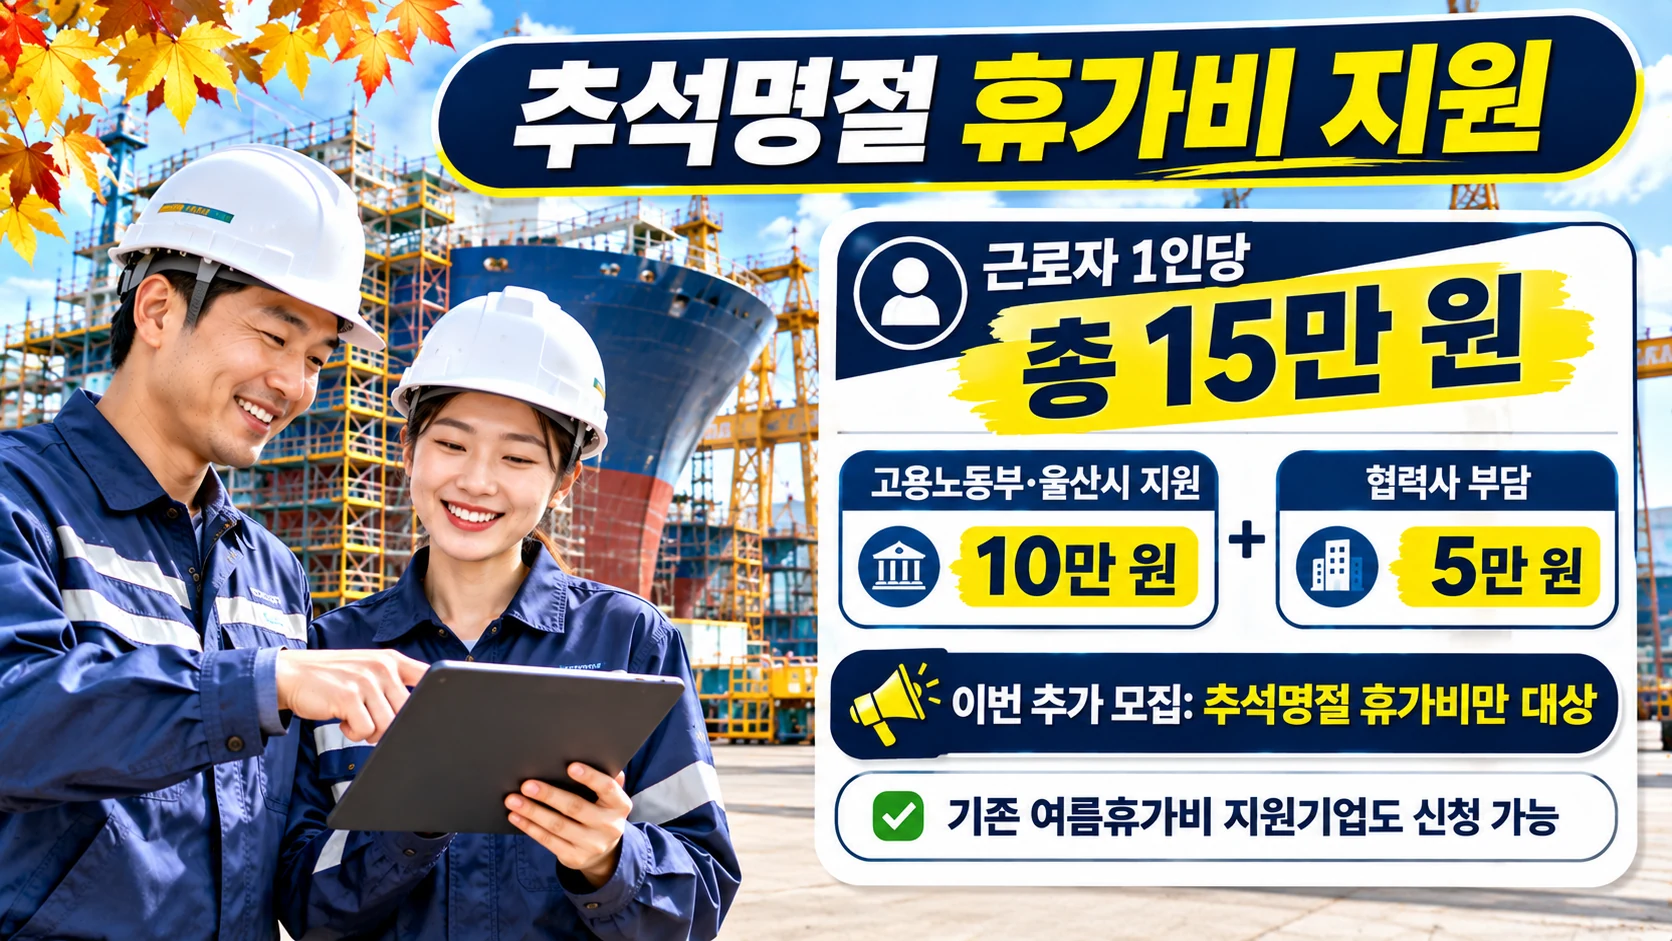 추석명절 휴가비 지원
근로자 1인당
총 15만 원
고용노동부·울산시 지원
10만 원
+
협력사 부담
5만 원
이번 추가 모집: 추석명절 휴가비만 대상
기존 여름휴가비 지원기업도 신청 가능